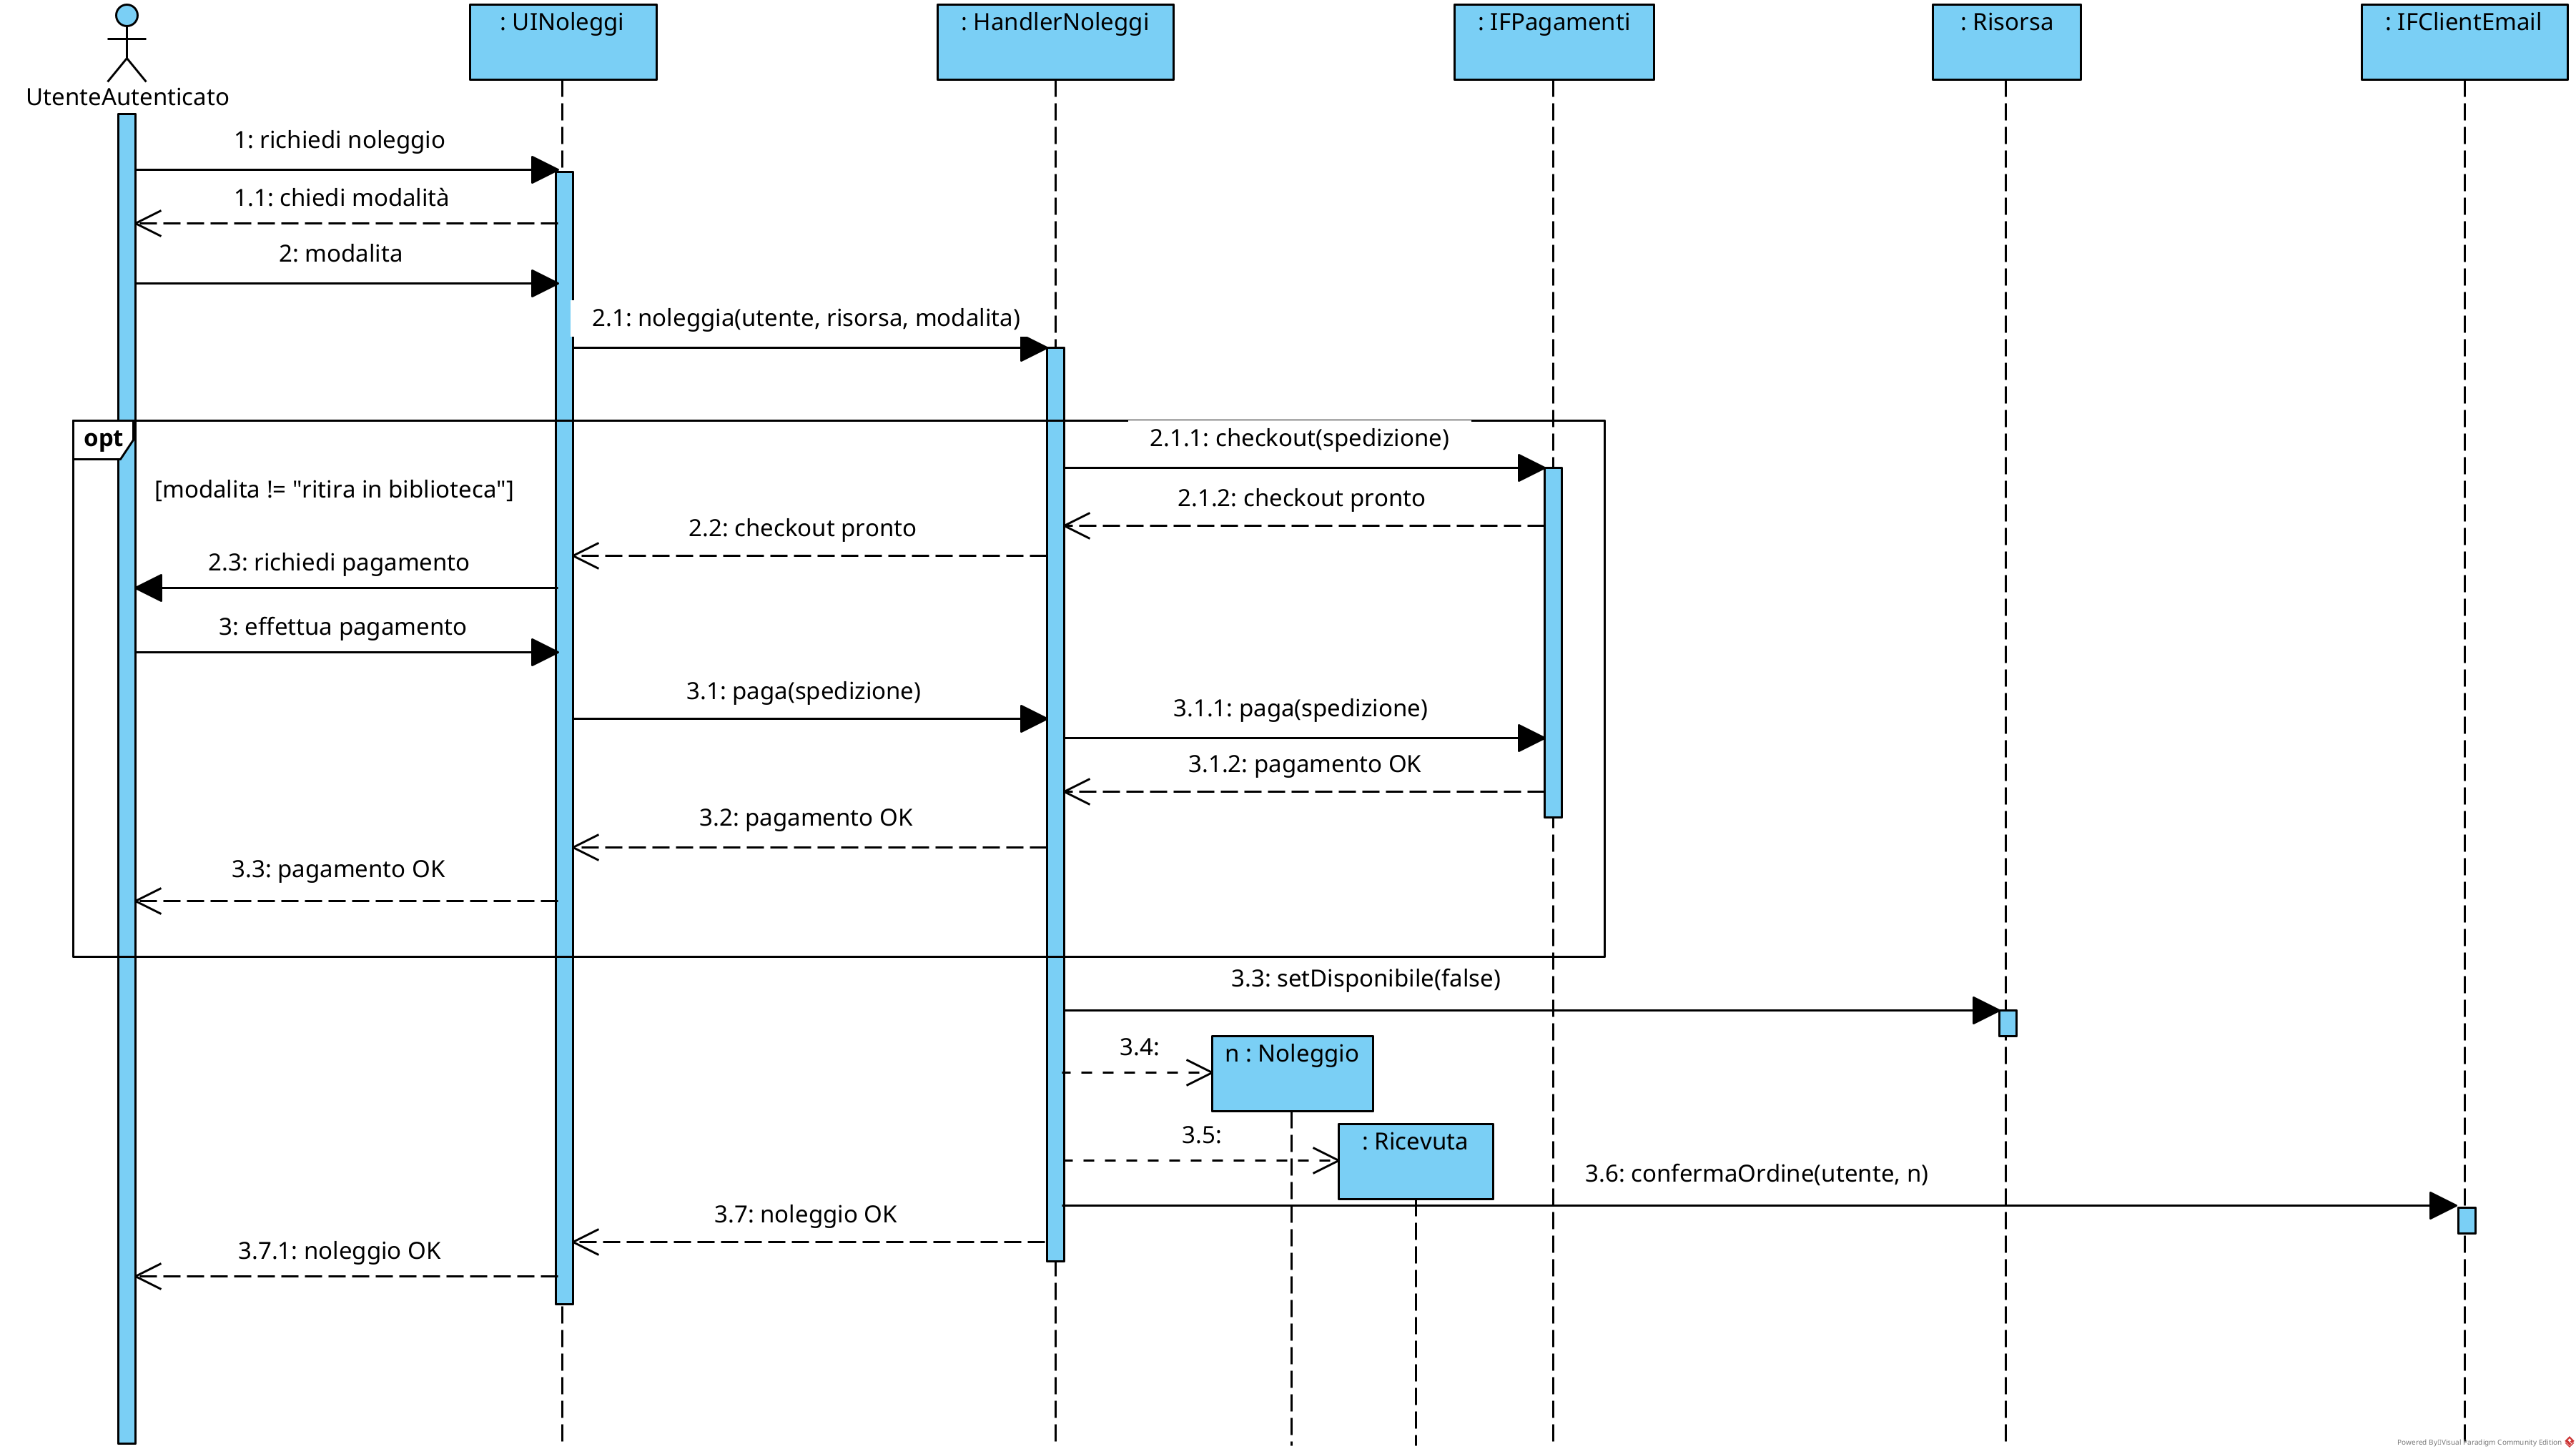 : UINoleggi
: HandlerNoleggi
: IFPagamenti
: Risorsa
: IFClientEmail
UtenteAutenticato
1: richiedi noleggio
1.1: chiedi modalità
2: modalita
2.1: noleggia(utente, risorsa, modalita)
opt
2.1.1: checkout(spedizione)
[modalita != "ritira in biblioteca"]
2.1.2: checkout pronto
2.2: checkout pronto
2.3: richiedi pagamento
3: effettua pagamento
3.1: paga(spedizione)
3.1.1: paga(spedizione)
3.1.2: pagamento OK
3.2: pagamento OK
3.3: pagamento OK
3.3: setDisponibile(false)
3.4:
n : Noleggio
3.5:
: Ricevuta
3.6: confermaOrdine(utente, n)
3.7: noleggio OK
3.7.1: noleggio OK
Powered By Visual Paradigm Community Edition